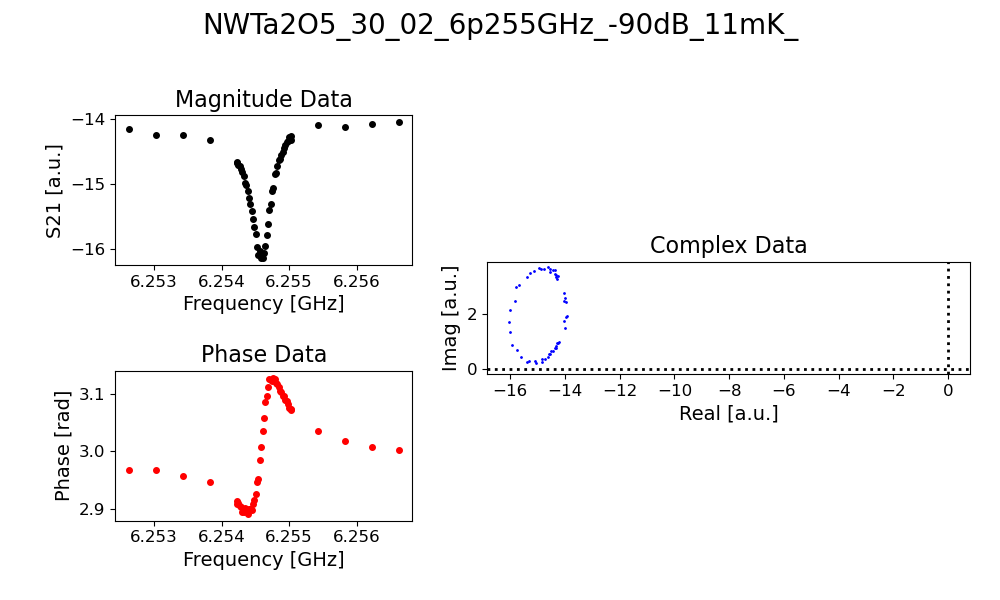 NWTa2O5_30_02_6p255GHz_-90dB_11mK_
Magnitude Data
−14
−15
−16
S21 [a.u.]
6.253 6.254 6.255 6.256
Frequency [GHz]
Phase Data
3.1
3.0
2.9
Phase [rad]
6.253 6.254 6.255 6.256
Frequency [GHz]
Complex Data
2
0
Imag [a.u.]
−16 −14 −12 −10 −8 −6 −4 −2 0
Real [a.u.]